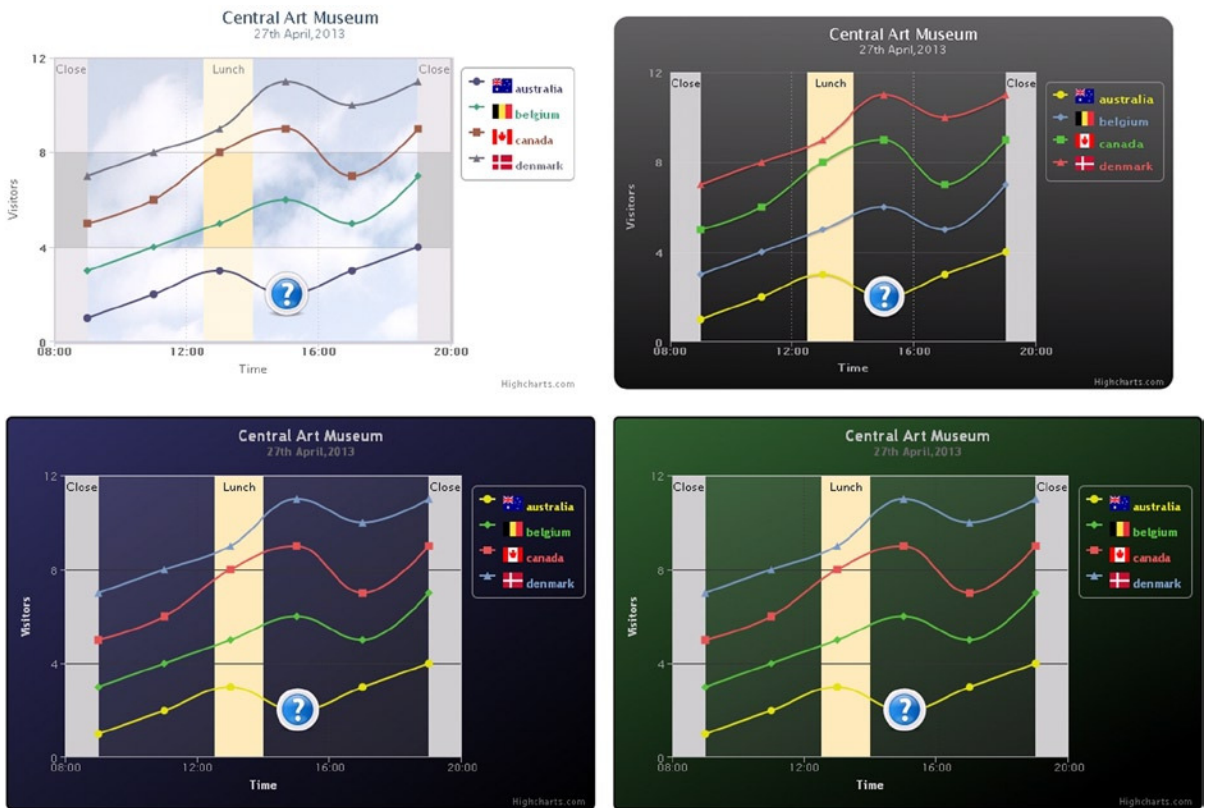 Central Art Museum
27th April,2013
12
Close
Lunch
Close
8
Visitors
4
0
08:00
12:00
16:00
20:00
Time
australia
belgium
canada
denmark
?
Highcharts.com
Central Art Museum
27th April,2013
12
Close
Lunch
Close
8
Visitors
4
0
08:00
12:00
16:00
20:00
Time
australia
belgium
canada
denmark
?
Highcharts.com
Central Art Museum
27th April,2013
12
Close
Lunch
Close
8
Visitors
4
0
08:00
12:00
16:00
20:00
Time
australia
belgium
canada
denmark
?
Highcharts.com
Central Art Museum
27th April,2013
12
Close
Lunch
Close
8
Visitors
4
0
08:00
12:00
16:00
20:00
Time
australia
belgium
canada
denmark
?
Highcharts.com